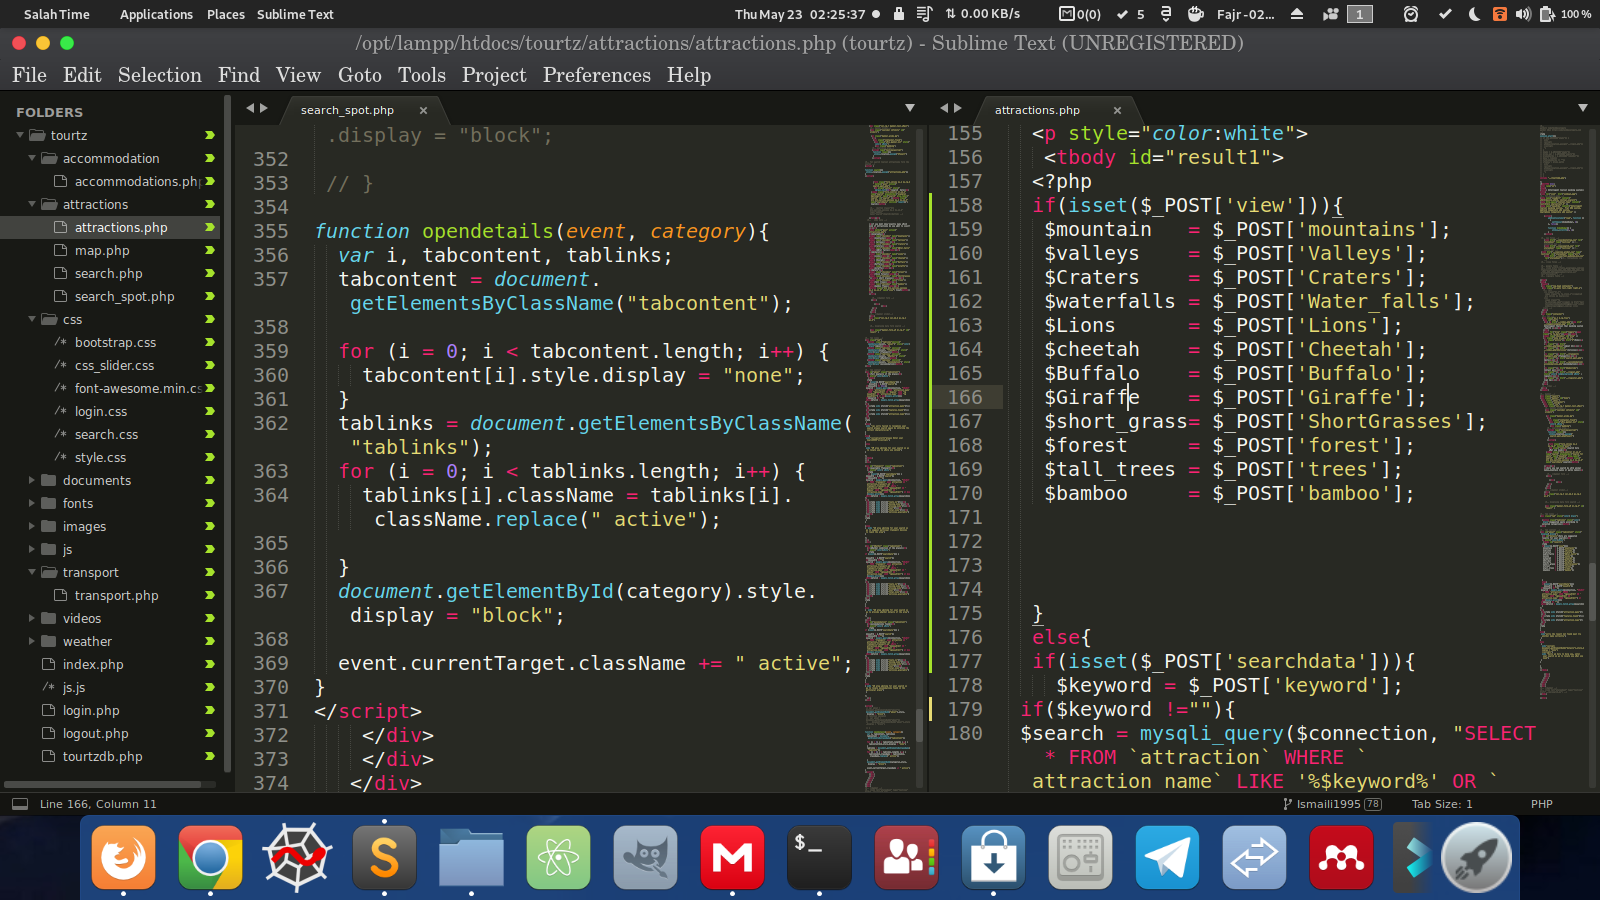 Salah Time
Applications Places Sublime Text
Thu May 23 02:25:37
0.00 KB/s
M 0(0)
5
Fajr -02...
1
100 %
/opt/lampp/htdocs/tourtz/attractions/attractions.php (tourtz) - Sublime Text (UNREGISTERED)
File Edit Selection Find View Goto Tools Project Preferences Help
FOLDERS
tourtz
accommodation
accommodations.php
attractions
attractions.php
map.php
search.php
search_spot.php
css
/* bootstrap.css
/* css_slider.css
/* font-awesome.min.cs
/* login.css
/* search.css
/* style.css
documents
fonts
images
js
transport
transport.php
videos
weather
index.php
/* js.js
login.php
logout.php
tourtzdb.php
search_spot.php ×
.display = "block";
352
353 // }
354
355 function opendetails(event, category){
356 var i, tabcontent, tablinks;
357 tabcontent = document.
getElementsByClassName("tabcontent");
358
359 for (i = 0; i < tabcontent.length; i++) {
360 tabcontent[i].style.display = "none";
361 }
362 tablinks = document.getElementsByClassName(
"tablinks");
363 for (i = 0; i < tablinks.length; i++) {
364 tablinks[i].className = tablinks[i].
className.replace(" active");
365
366 }
367 document.getElementById(category).style.
display = "block";
368
369 event.currentTarget.className += " active";
370 }
371 </script>
372 </div>
373 </div>
374 </div>
attractions.php ×
155 <p style="color:white">
156 <tbody id="result1">
157 <?php
158 if(isset($_POST['view'])){
159 $mountain = $_POST['mountains'];
160 $valleys = $_POST['Valleys'];
161 $Craters = $_POST['Craters'];
162 $waterfalls = $_POST['Water_falls'];
163 $Lions = $_POST['Lions'];
164 $cheetah = $_POST['Cheetah'];
165 $Buffalo = $_POST['Buffalo'];
166 $Giraffe = $_POST['Giraffe'];
167 $short_grass= $_POST['ShortGrasses'];
168 $forest = $_POST['forest'];
169 $tall_trees = $_POST['trees'];
170 $bamboo = $_POST['bamboo'];
171
172
173
174
175 }
176 else{
177 if(isset($_POST['searchdata'])){
178 $keyword = $_POST['keyword'];
179 if($keyword !=""){
180 $search = mysqli_query($connection, "SELECT
* FROM `attraction` WHERE `
attraction name` LIKE '%$keyword%' OR `
Line 166, Column 11
Ismaili1995 78
Tab Size: 1
PHP
S
M
$_